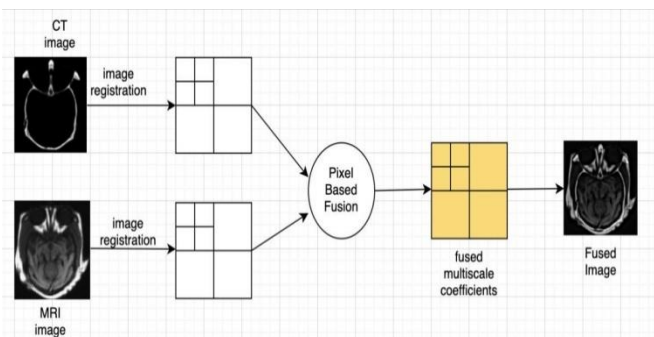 CT
image
image
registration
image
registration
MRI
image
Pixel
Based
Fusion
fused
multiscale
coefficients
Fused
Image